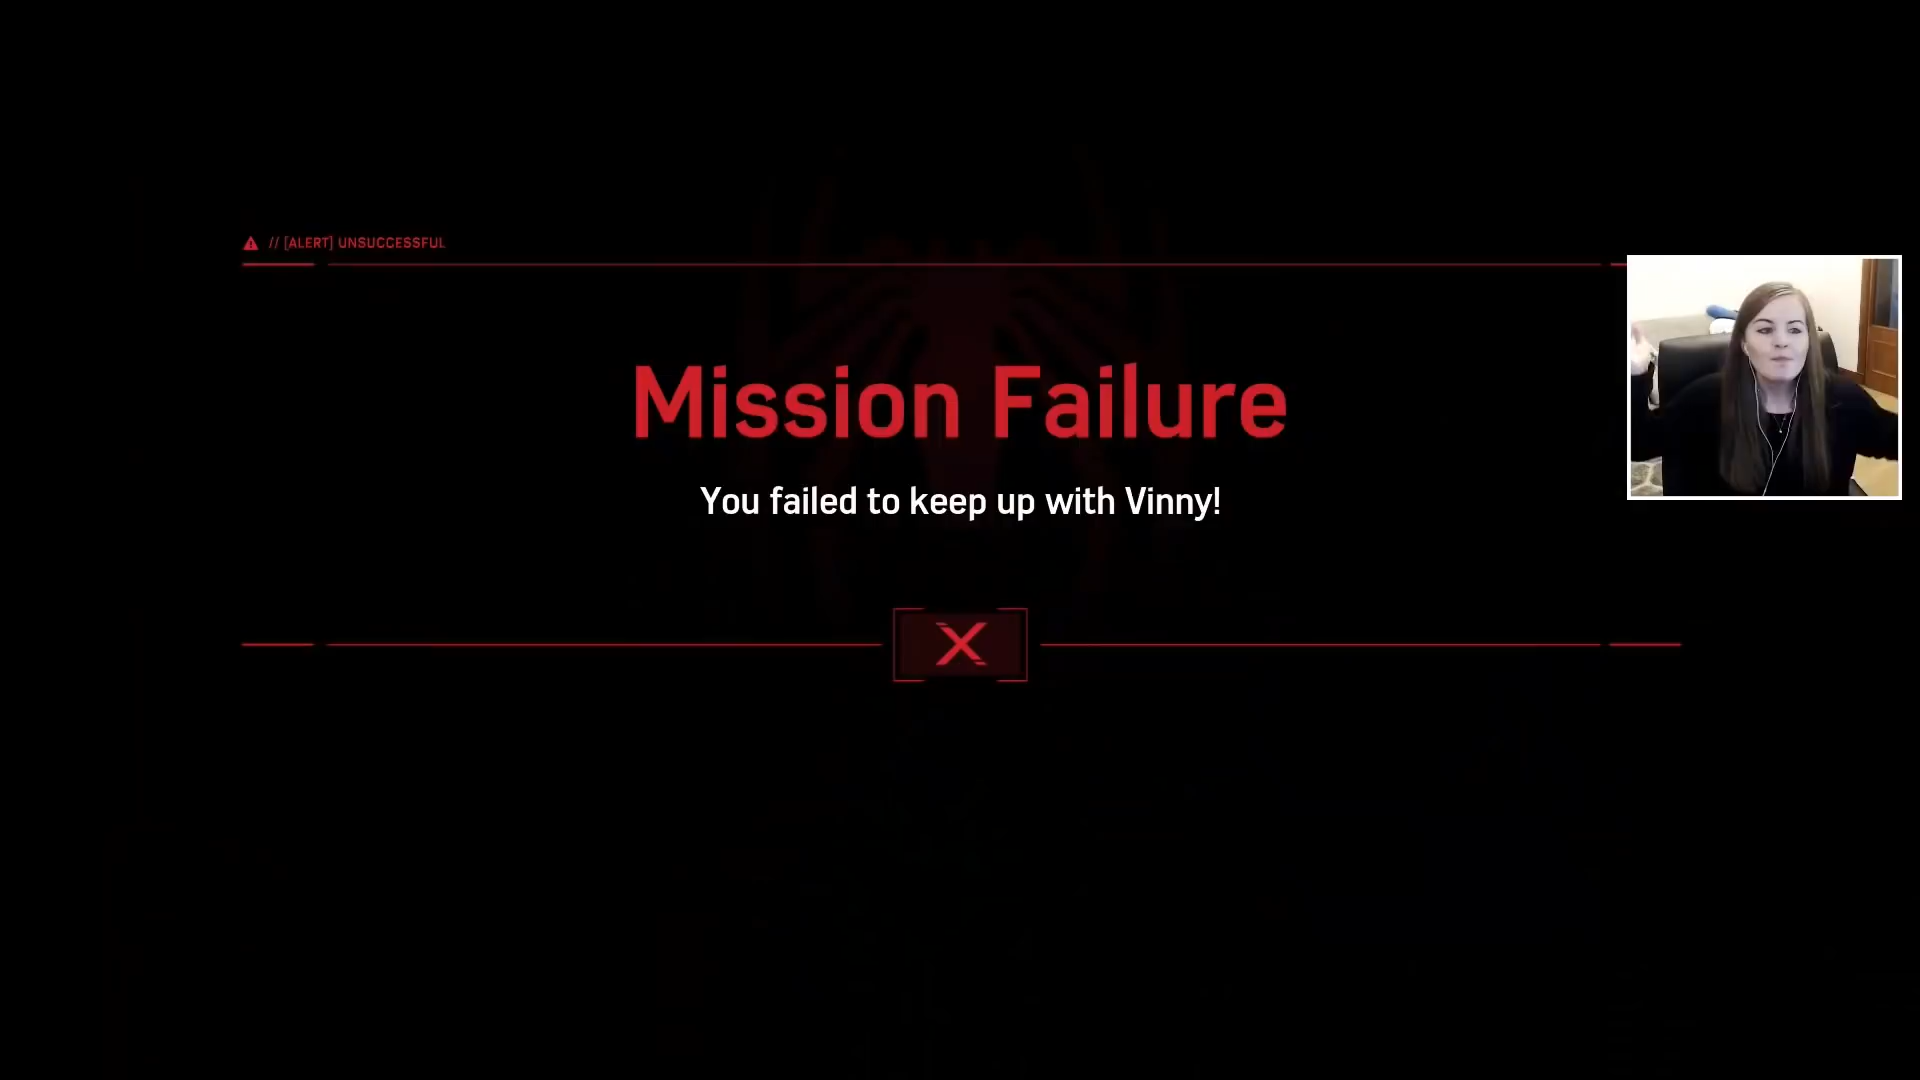 // [ALERT] UNSUCCESSFUL
Mission Failure
You failed to keep up with Vinny!